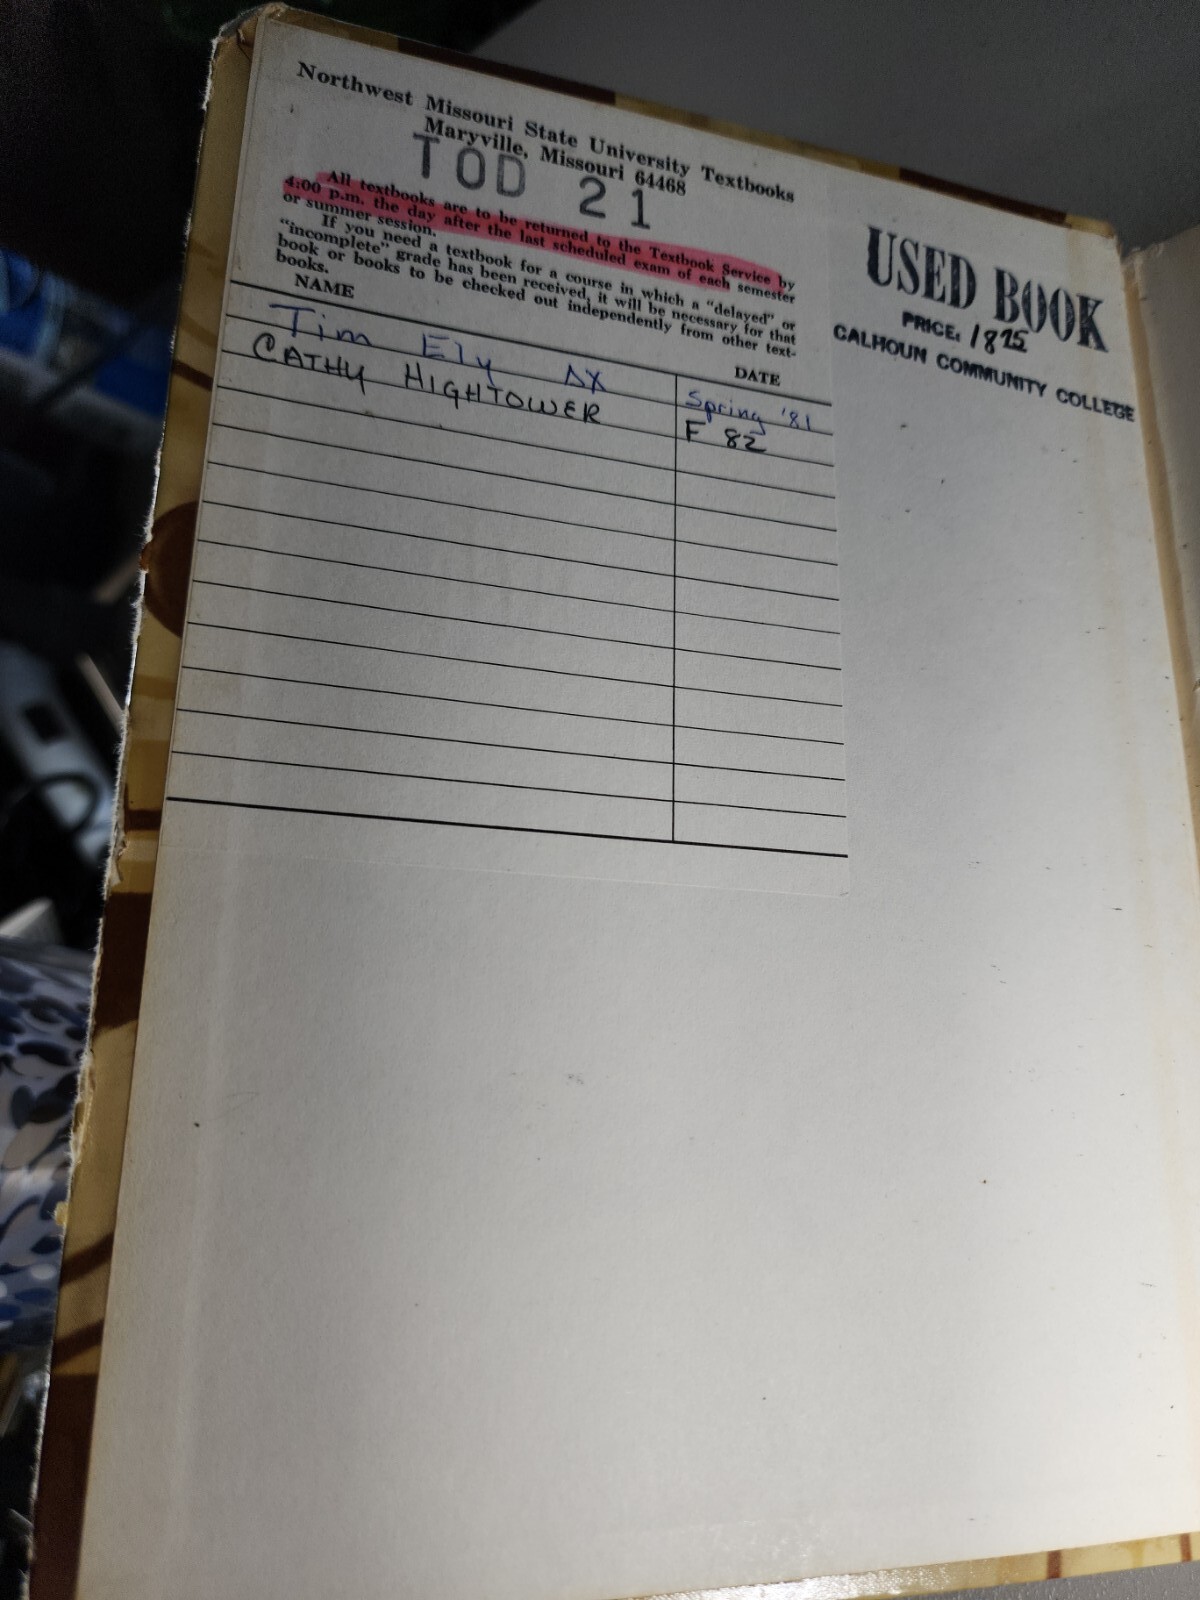 Northwest Missouri State University Textbooks
Maryville, Missouri 64468
TOD 21
All textbooks are to be returned to the Textbook Service by
4:00 p.m. the day after the last scheduled exam of each semester
or summer session.
If you need a textbook for a course in which a "delayed" or
"incomplete" grade has been received, it will be necessary for that
book or books to be checked out independently from other text-
books.
NAME DATE
Tim Ely ΔX Spring '81
CATHY HIGHTOWER F 82
USED BOOK
PRICE: 1875
CALHOUN COMMUNITY COLLEGE